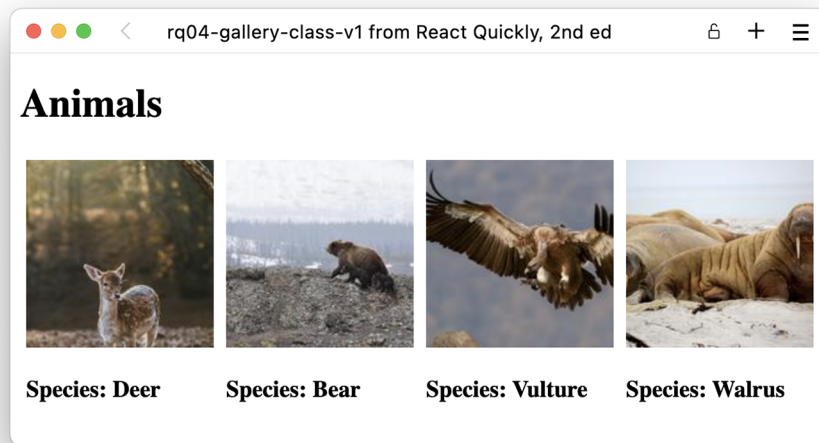 rq04-gallery-class-v1 from React Quickly, 2nd ed
Animals
Species: Deer
Species: Bear
Species: Vulture
Species: Walrus